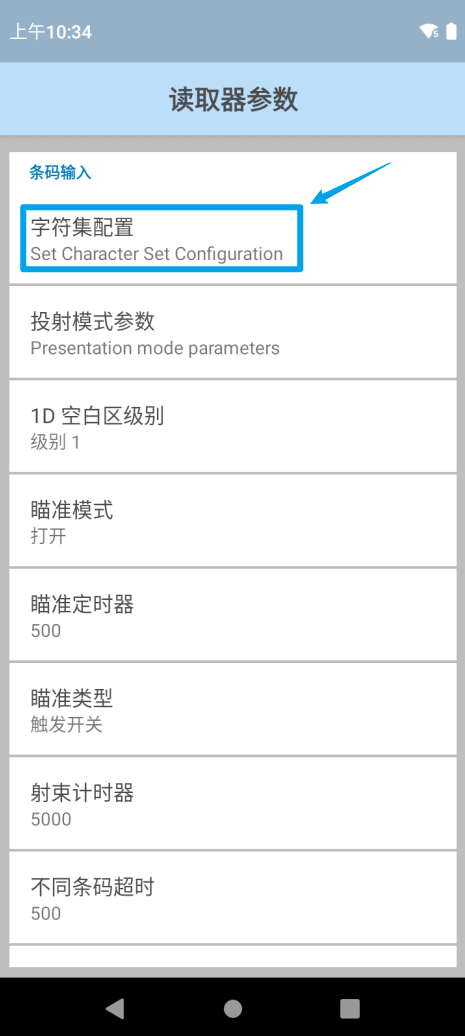 上午10:34
读取器参数
条码输入
字符集配置
Set Character Set Configuration
投射模式参数
Presentation mode parameters
1D 空白区级别
级别 1
瞄准模式
打开
瞄准定时器
500
瞄准类型
触发开关
射束计时器
5000
不同条码超时
500